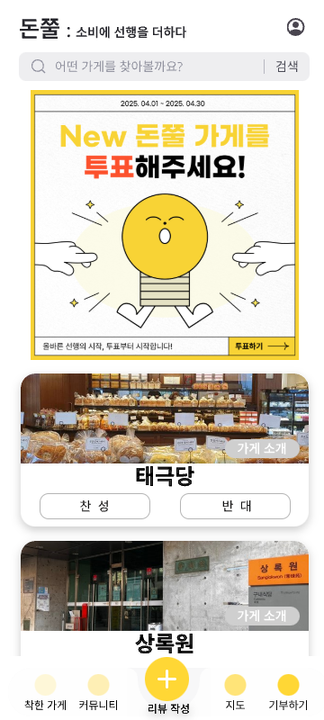 돈쭐 : 소비에 선행을 더하다
어떤 가게를 찾아볼까요? 검색
2025. 04.01 ~ 2025. 04.30
New 돈쭐 가게를
투표해주세요!
올바른 선행의 시작, 투표부터 시작합니다!
투표하기
가게 소개
태극당
찬 성
반 대
상록원
가게 소개
상록원
착한 가게
커뮤니티
리뷰 작성
지도
기부하기